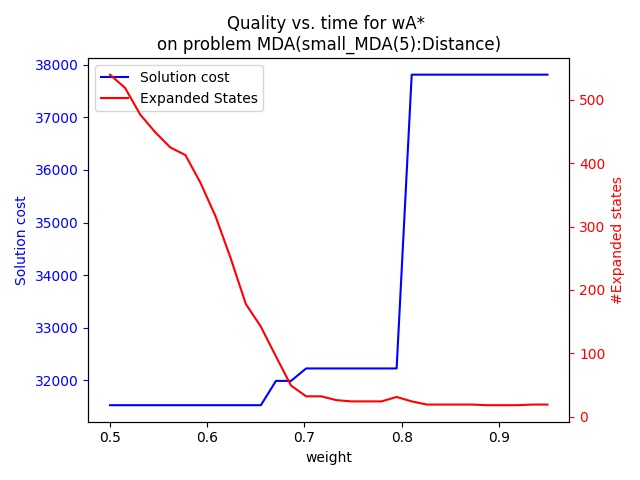 Quality vs. time for wA*
on problem MDA(small_MDA(5):Distance)
Solution cost
Expanded States
38000
37000
36000
35000
34000
33000
32000
Solution cost
500
400
300
200
100
0
#Expanded states
0.5
0.6
0.7
0.8
0.9
weight